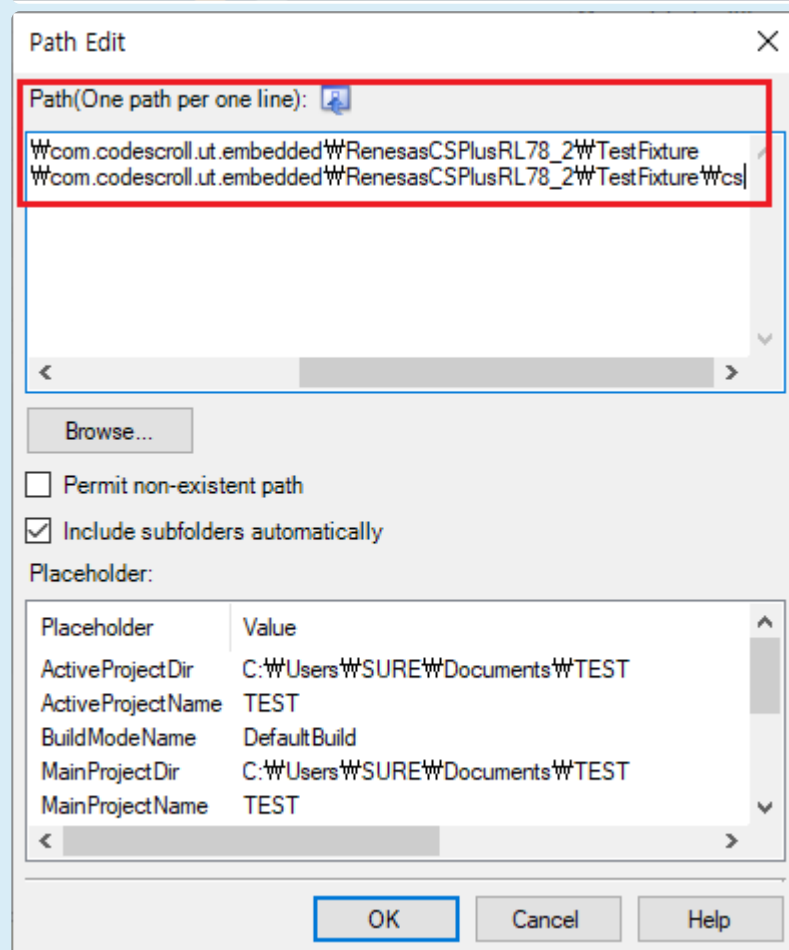 Path Edit
Path(One path per one line):
₩com.codescroll.ut.embedded₩RenesasCSPlusRL78_2₩TestFixture
₩com.codescroll.ut.embedded₩RenesasCSPlusRL78_2₩TestFixture₩cs
Browse...
Permit non-existent path
Include subfolders automatically
Placeholder:
Placeholder Value
ActiveProjectDir C:₩Users₩SURE₩Documents₩TEST
ActiveProjectName TEST
BuildModeName DefaultBuild
MainProjectDir C:₩Users₩SURE₩Documents₩TEST
MainProjectName TEST
OK Cancel Help